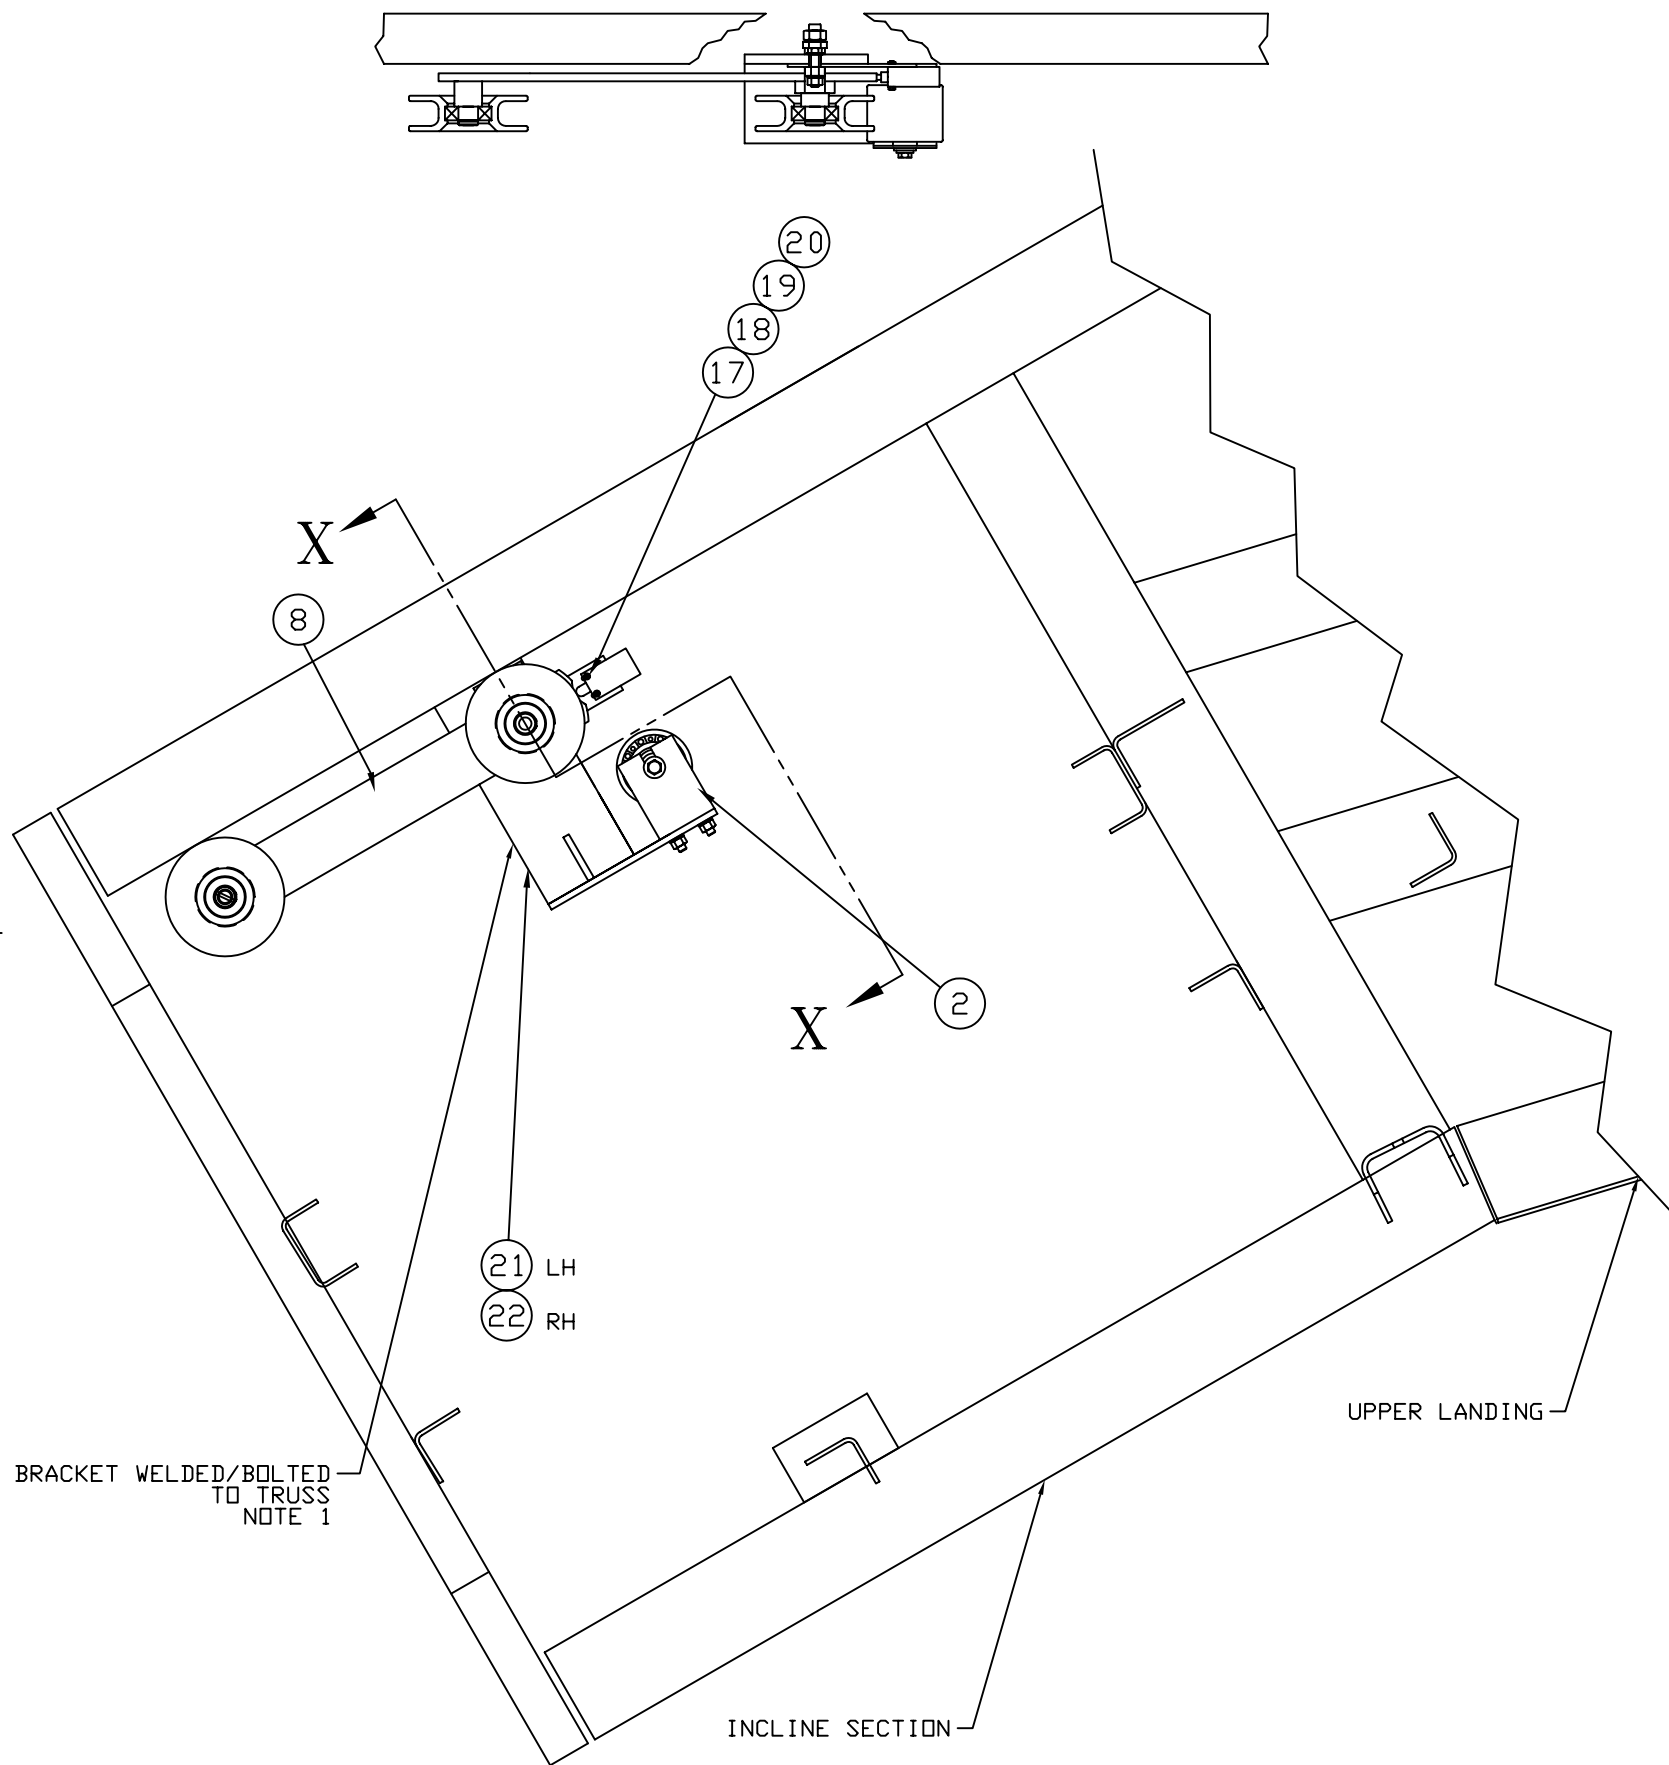 20
19
18
17
X
8
2
X
21 LH
22 RH
UPPER LANDING
BRACKET WELDED/BOLTED
TO TRUSS
NOTE 1
INCLINE SECTION